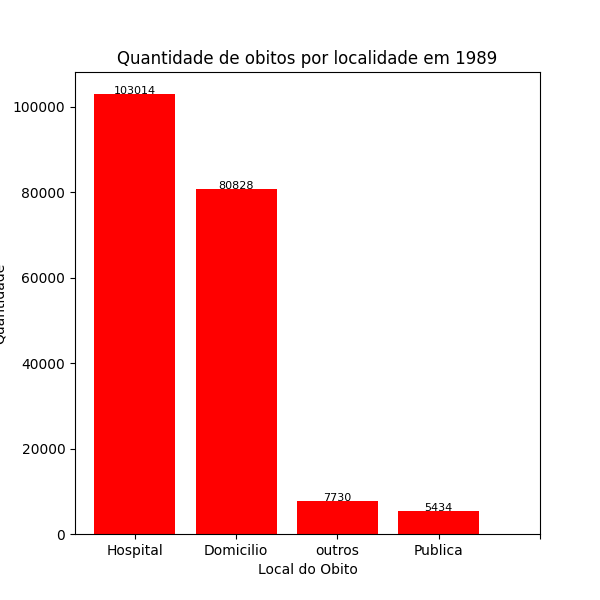 Quantidade de obitos por localidade em 1989
103014
100000
80828
80000
Quantidade
60000
40000
20000
7730
5434
0
Hospital Domicilio outros Publica
Local do Obito